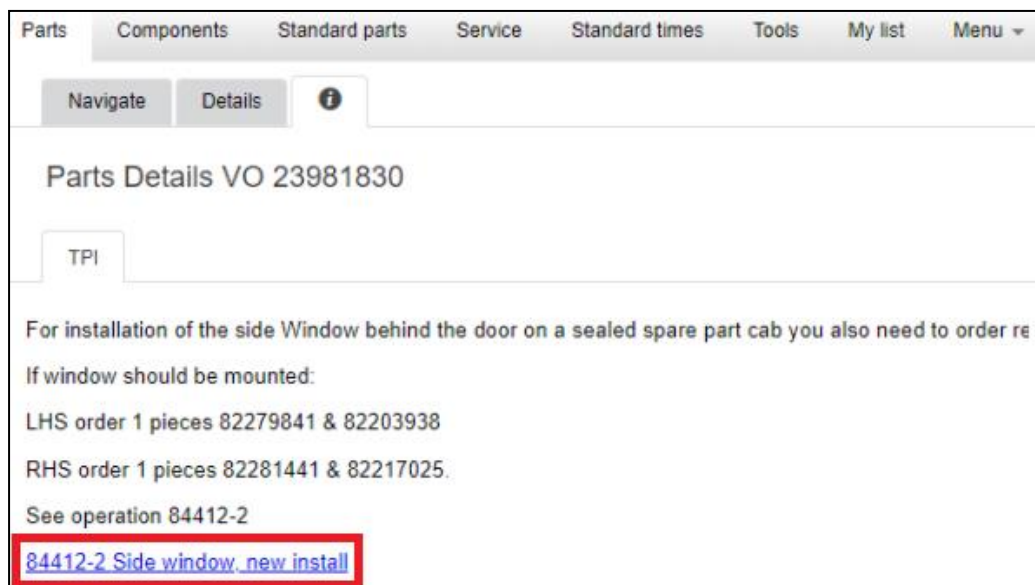 Parts Components Standard parts Service Standard times Tools My list Menu
Navigate Details
Parts Details VO 23981830
TPI
For installation of the side Window behind the door on a sealed spare part cab you also need to order re
If window should be mounted:
LHS order 1 pieces 82279841 & 82203938
RHS order 1 pieces 82281441 & 82217025.
See operation 84412-2
84412-2 Side window, new install